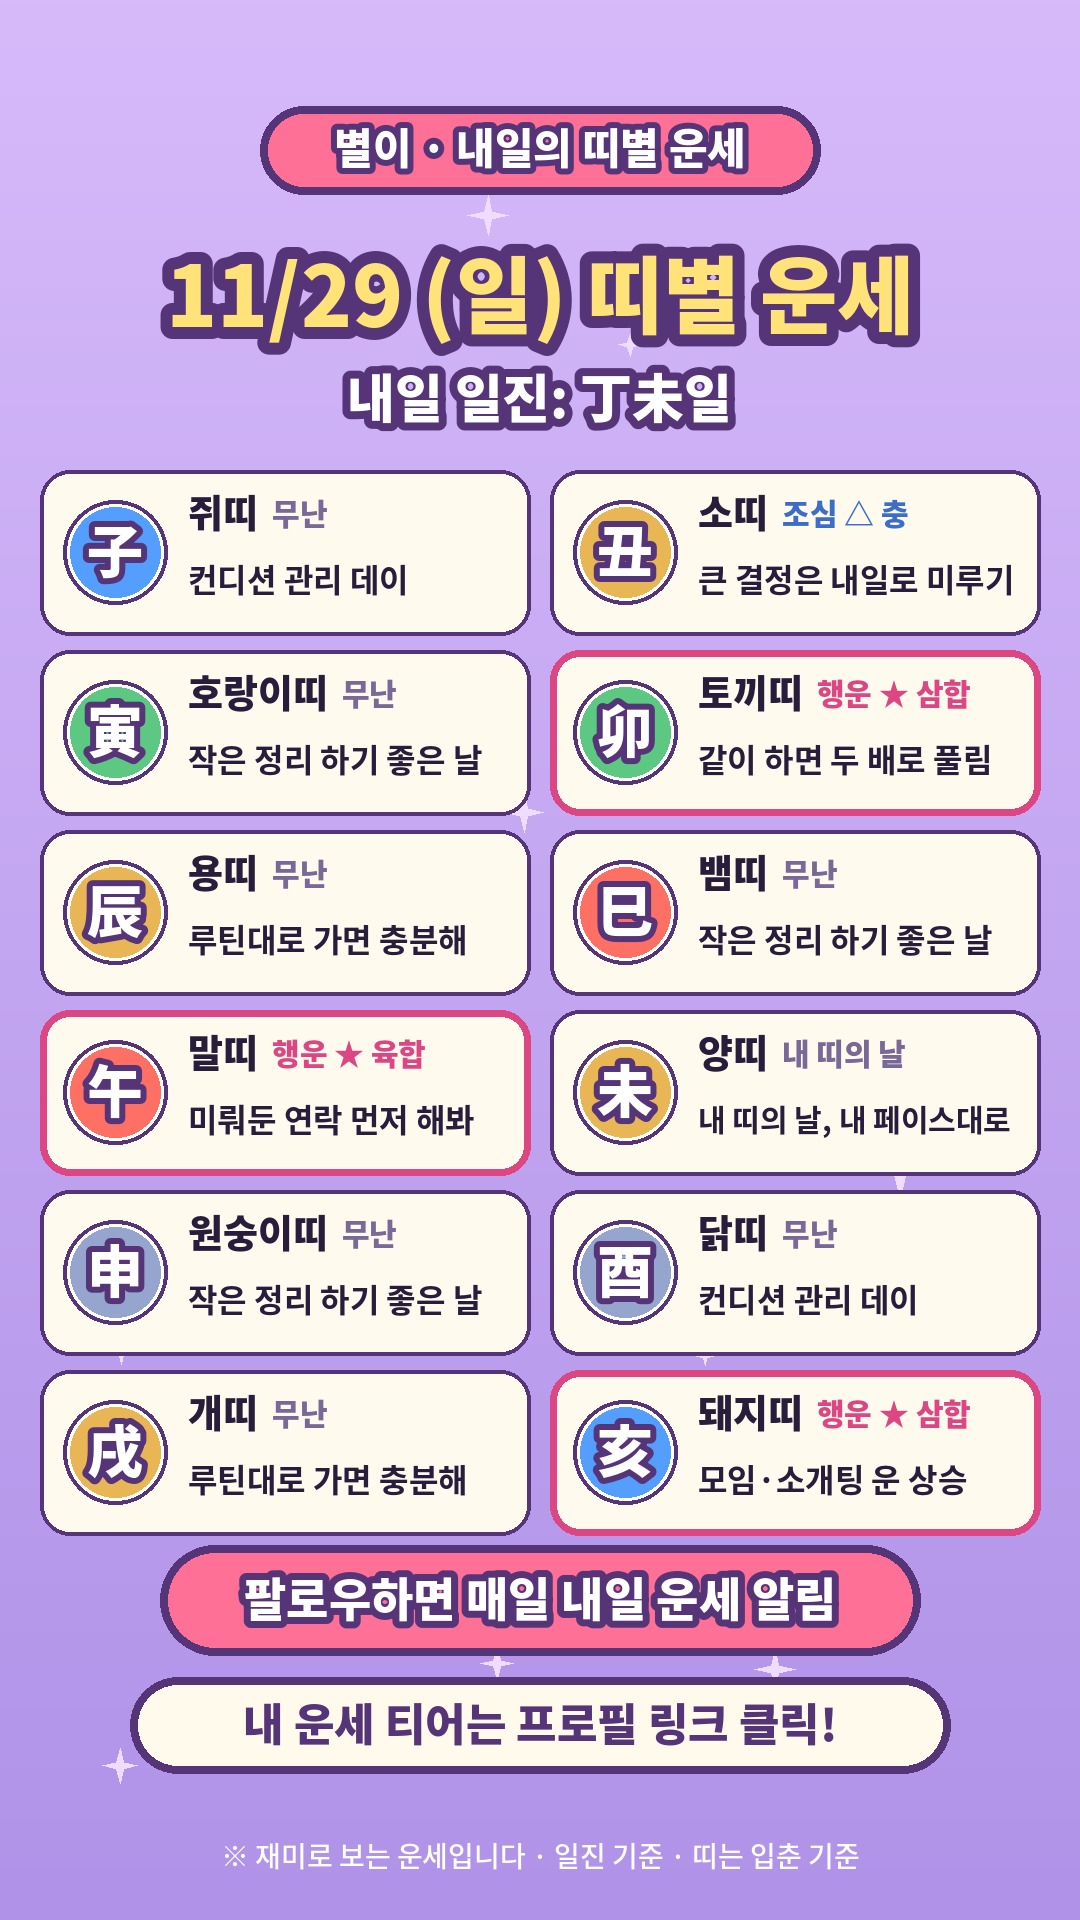 별이 · 내일의 띠별 운세
11/29 (일) 띠별 운세
내일 일진: 丁未일
子
쥐띠 무난
컨디션 관리 데이
丑
소띠 조심 △ 충
큰 결정은 내일로 미루기
寅
호랑이띠 무난
작은 정리 하기 좋은 날
卯
토끼띠 행운 ★ 삼합
같이 하면 두 배로 풀림
辰
용띠 무난
루틴대로 가면 충분해
巳
뱀띠 무난
작은 정리 하기 좋은 날
午
말띠 행운 ★ 육합
미뤄둔 연락 먼저 해봐
未
양띠 내 띠의 날
내 띠의 날, 내 페이스대로
申
원숭이띠 무난
작은 정리 하기 좋은 날
酉
닭띠 무난
컨디션 관리 데이
戌
개띠 무난
루틴대로 가면 충분해
亥
돼지띠 행운 ★ 삼합
모임·소개팅 운 상승
팔로우하면 매일 내일 운세 알림
내 운세 티어는 프로필 링크 클릭!
※ 재미로 보는 운세입니다 · 일진 기준 · 띠는 입춘 기준